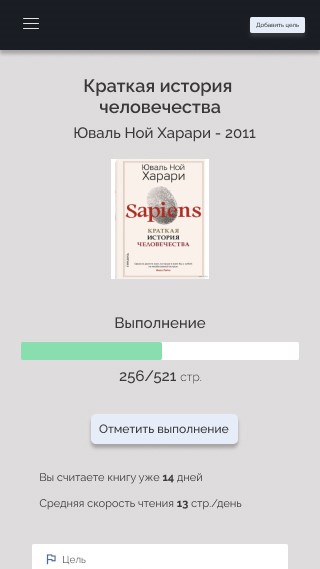 Добавить цель
Краткая история
человечества
Юваль Ной Харари - 2011
Юваль Ной
Харари
Sapiens
КРАТКАЯ
ИСТОРИЯ
ЧЕЛОВЕЧЕСТВА
Выполнение
256/521 стр.
Отметить выполнение
Вы считаете книгу уже 14 дней
Средняя скорость чтения 13 стр./день
Цель